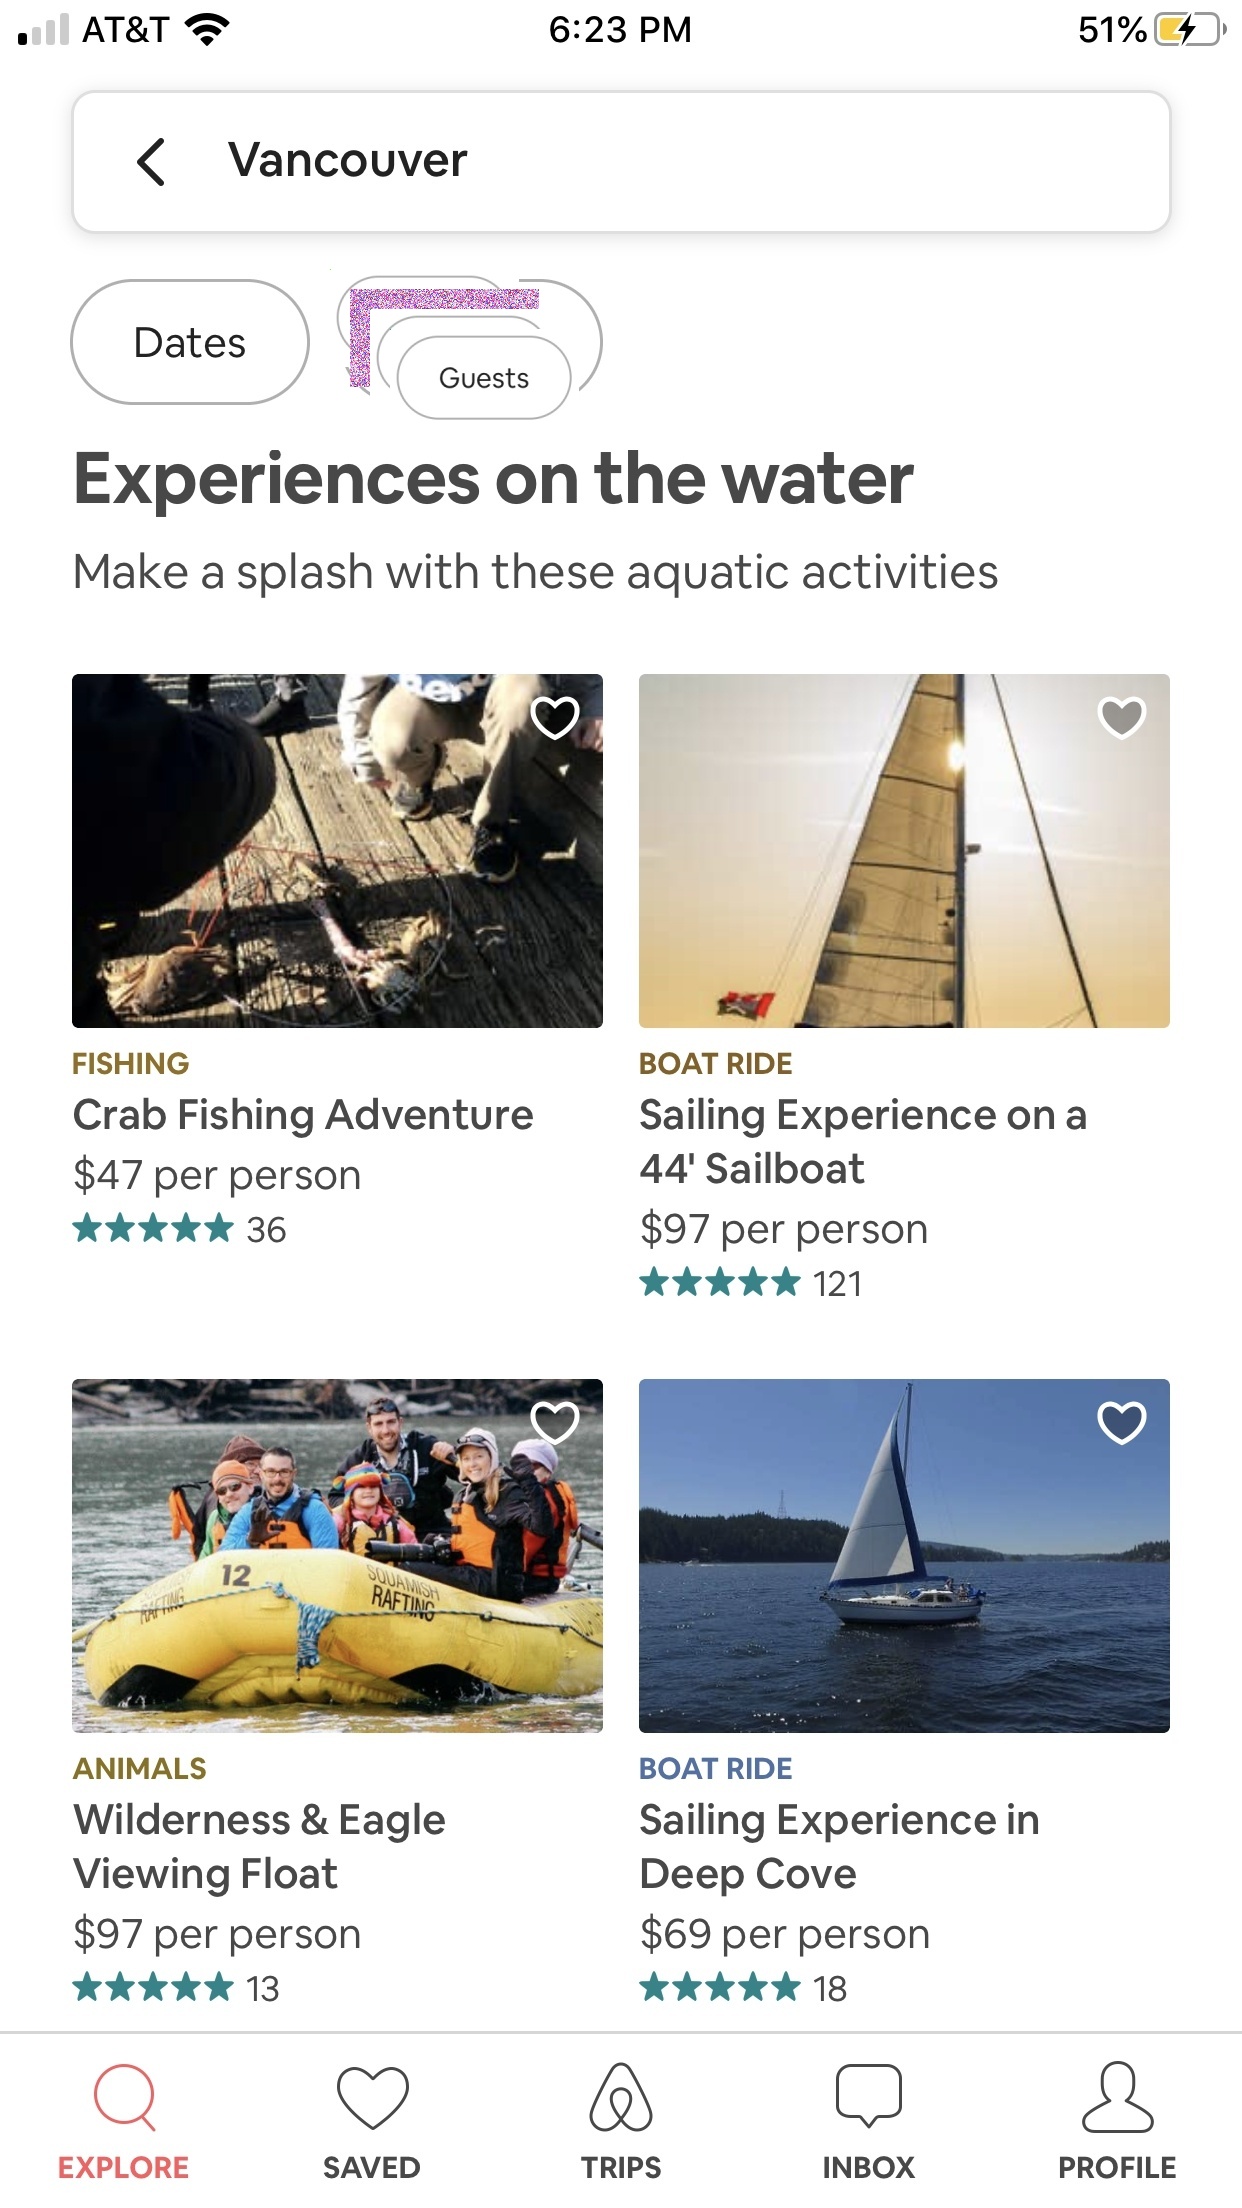 AT&T 6:23 PM 51%
Vancouver
Dates Guests
Experiences on the water
Make a splash with these aquatic activities
FISHING
Crab Fishing Adventure
$47 per person
36
BOAT RIDE
Sailing Experience on a
44' Sailboat
$97 per person
121
12
SQUAMISH
RAFTING
RAFTING
ANIMALS
Wilderness & Eagle
Viewing Float
$97 per person
13
BOAT RIDE
Sailing Experience in
Deep Cove
$69 per person
18
EXPLORE SAVED TRIPS INBOX PROFILE